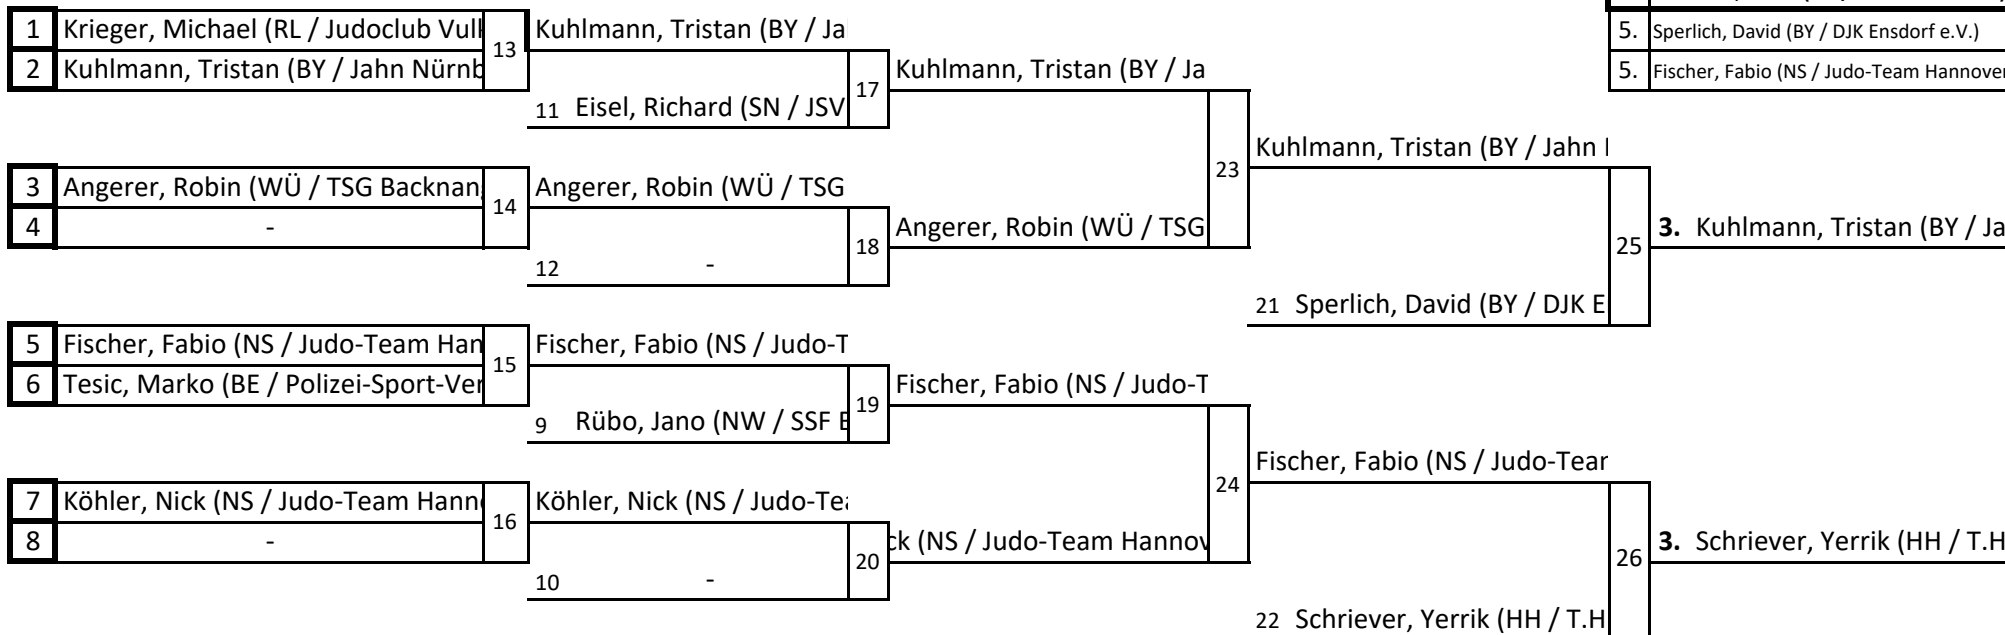 1 Krieger, Michael (RL / Judoclub
13
Kuhlmann, Tristan (BY / Ja
5. Sperlich, David (BY / DJK Ensdorf e.V.)
2 Kuhlmann, Tristan (BY / Jahn
Kuhlmann, Tristan (BY / Ja
5. Fischer, Fabio (NS / Judo-Team Hannover
17
11 Eisel, Richard (SN / JSV
Kuhlmann, Tristan (BY / Jahn
23
3 Angerer, Robin (WÜ / TSG Backnan
14
Angerer, Robin (WÜ / TSG
4 -
18
Angerer, Robin (WÜ / TSG
25
3. Kuhlmann, Tristan (BY / Ja
12 -
21 Sperlich, David (BY / DJK E
5 Fischer, Fabio (NS / Judo-Team Han
15
Fischer, Fabio (NS / Judo-T
6 Tesic, Marko (BE / Polizei-Sport-Ver
Fischer, Fabio (NS / Judo-T
19
9 Rübo, Jano (NW / SSF
Fischer, Fabio (NS / Judo-Tear
24
7 Köhler, Nick (NS / Judo-Team Hann
16
Köhler, Nick (NS / Judo-Te
8 -
20
ck (NS / Judo-Team Hannov
26
3. Schriever, Yerrik (HH / T.H
10 -
22 Schriever, Yerrik (HH / T.H